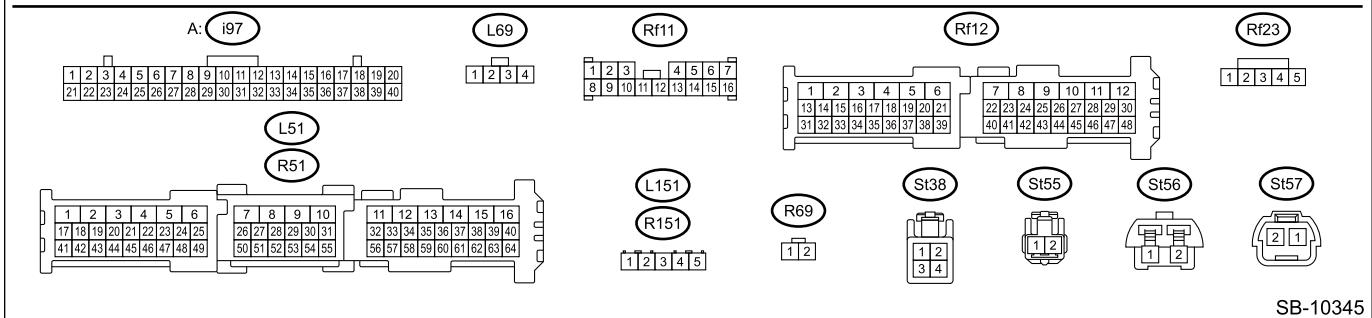 A: i97
L69
Rf11
Rf12
Rf23
1 2 3 4 5 6 7 8 9 10 11 12 13 14 15 16 17 18 19 20
21 22 23 24 25 26 27 28 29 30 31 32 33 34 35 36 37 38 39 40
1 2 3 4
1 2 3 4 5 6 7
8 9 10 11 12 13 14 15 16
1 2 3 4 5 6 7 8 9 10 11 12
13 14 15 16 17 18 19 20 21 22 23 24 25 26 27 28 29 30
31 32 33 34 35 36 37 38 39 40 41 42 43 44 45 46 47 48
1 2 3 4 5
L51
R51
1 2 3 4 5 6 7 8 9 10 11 12 13 14 15 16
17 18 19 20 21 22 23 24 25 26 27 28 29 30 31 32 33 34 35 36 37 38 39 40
41 42 43 44 45 46 47 48 49 50 51 52 53 54 55 56 57 58 59 60 61 62 63 64
L151
R151
1 2 3 4 5
R69
1 2
St38
1 2
3 4
St55
1 2
St56
1 2
St57
2 1
SB-10345